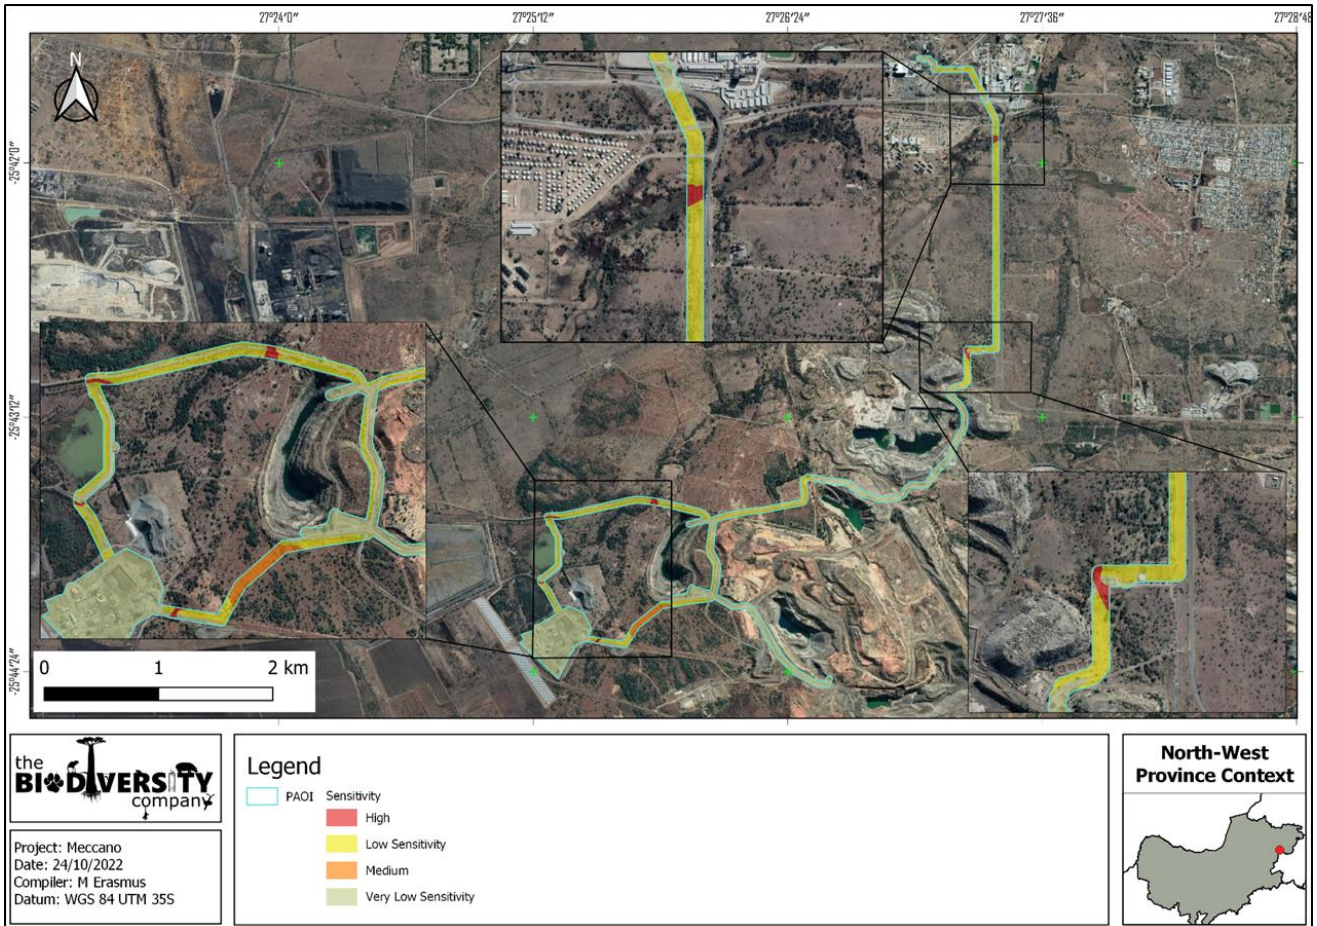 27°24'0"
27°25'12"
27°26'24"
27°27'36"
27°28'48
N
-25°42'0"
-25°43'12"
-25°44'24"
0 1 2 km
the
BIODIVERSITY
company
Project: Meccano
Date: 24/10/2022
Compiler: M Erasmus
Datum: WGS 84 UTM 35S
Legend
PAOI Sensitivity
High
Low Sensitivity
Medium
Very Low Sensitivity
North-West
Province Context